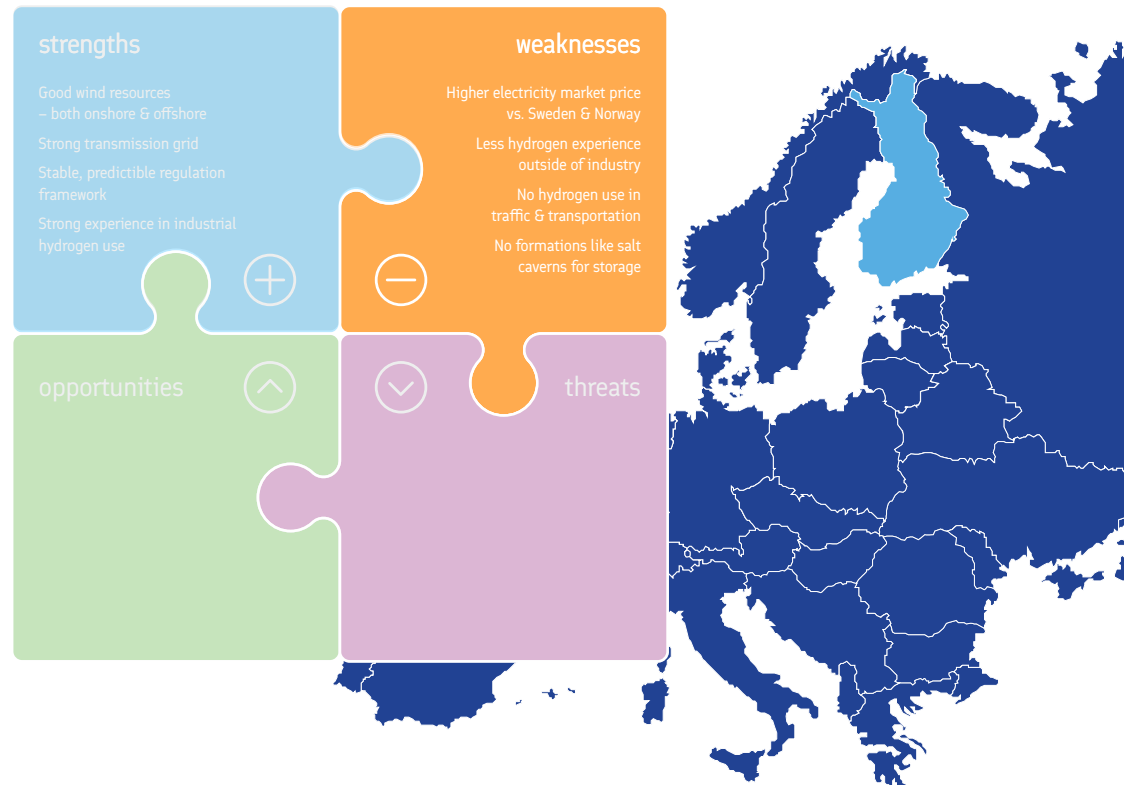 strengths
Good wind resources
– both onshore & offshore
Strong transmission grid
Stable, predictible regulation
framework
Strong experience in industrial
hydrogen use
weaknesses
Higher electricity market price
vs. Sweden & Norway
Less hydrogen experience
outside of industry
No hydrogen use in
traffic & transportation
No formations like salt
caverns for storage
opportunities
threats